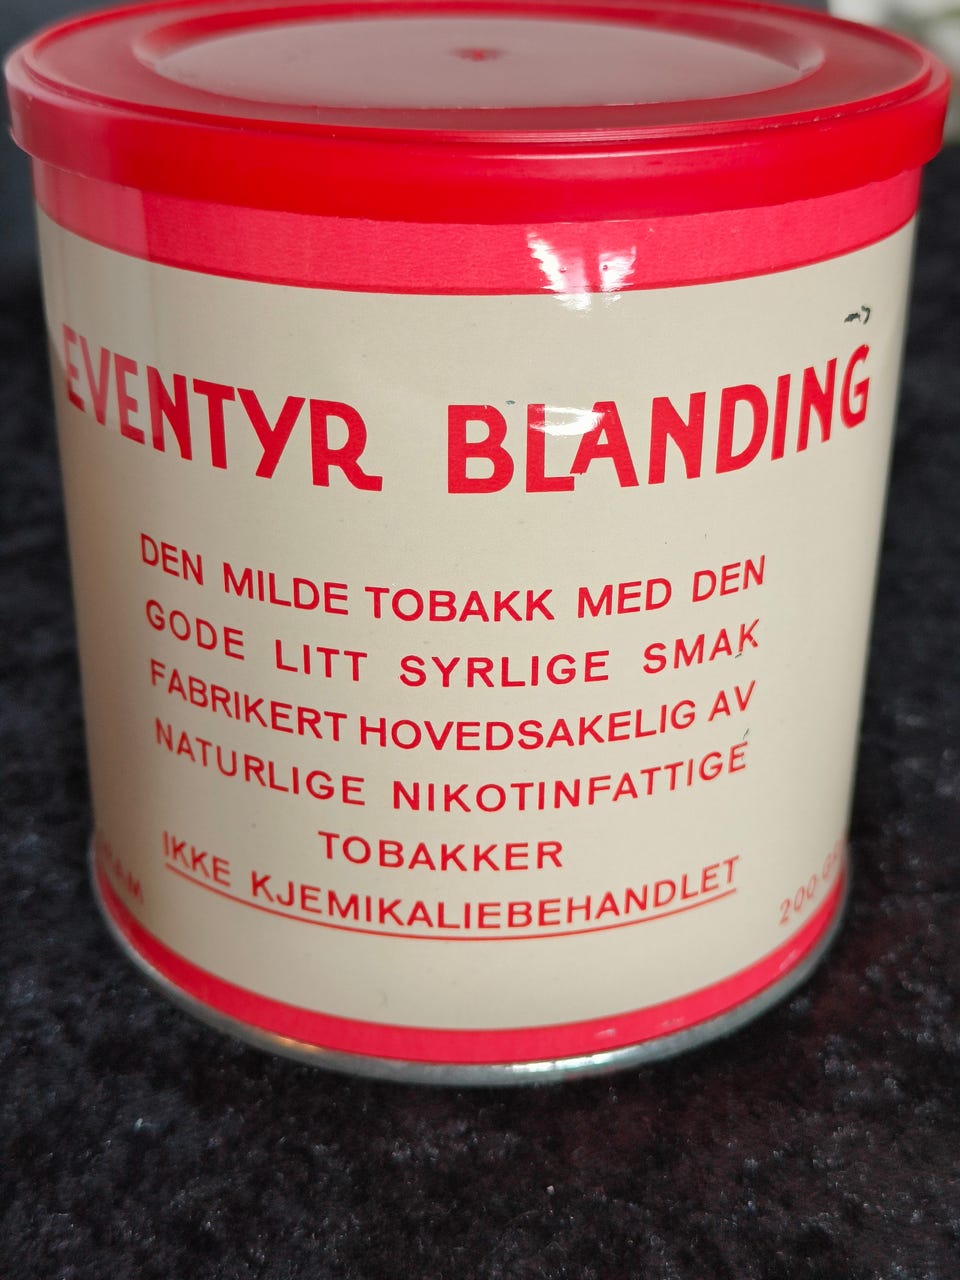 EVENTYR BLANDING
DEN MILDE TOBAKK MED DEN
GODE LITT SYRLIGE SMAK
FABRIKERT HOVEDSAKELIG AV
NATURLIGE NIKOTINFATTIGE
TOBAKKER
IKKE KJEMIKALIEBEHANDLET
200